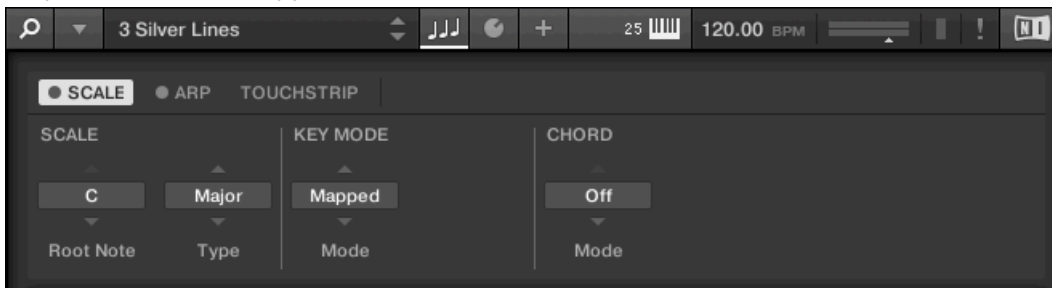 3 Silver Lines 25 120.00 BPM ! NI
SCALE ARP TOUCHSTRIP
SCALE KEY MODE CHORD
C Major Mapped Off
Root Note Type Mode Mode